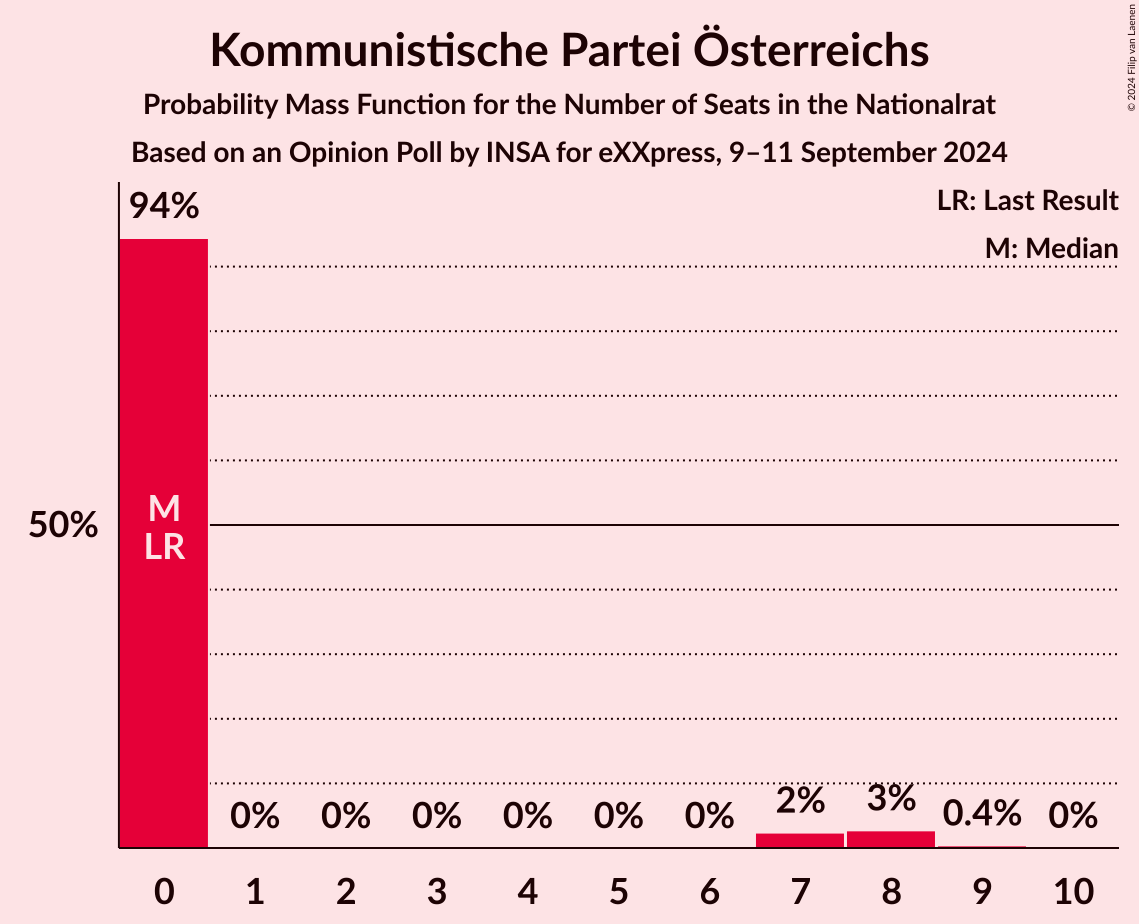 Kommunistische Partei Österreichs
Probability Mass Function for the Number of Seats in the Nationalrat
Based on an Opinion Poll by INSA for eXXpress, 9–11 September 2024
© 2024 Filip van Laenen
LR: Last Result
M: Median
94%
M
LR
50%
0% 0% 0% 0% 0% 0% 2% 3% 0.4% 0%
0 1 2 3 4 5 6 7 8 9 10